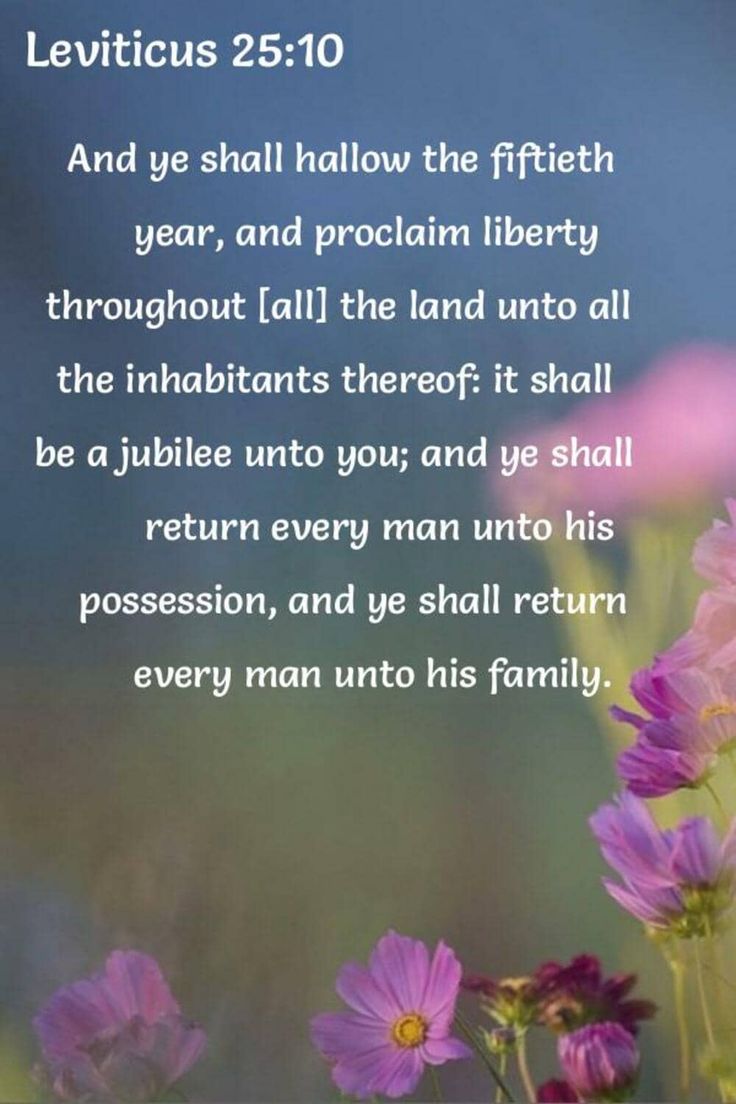 Leviticus 25:10
And ye shall hallow the fiftieth
year, and proclaim liberty
throughout [all] the land unto all
the inhabitants thereof: it shall
be a jubilee unto you; and ye shall
return every man unto his
possession, and ye shall return
every man unto his family.